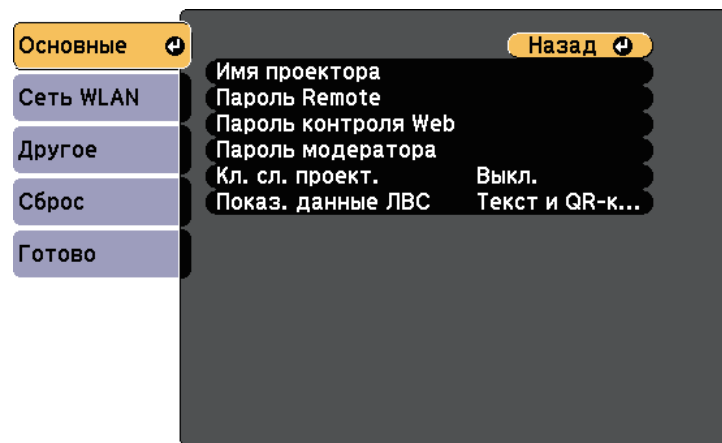 Основные
Сеть WLAN
Другое
Сброс
Готово
Назад
Имя проектора
Пароль Remote
Пароль контроля Web
Пароль модератора
Кл. сл. проект. Выкл.
Показ. данные ЛВС Текст и QR-к...